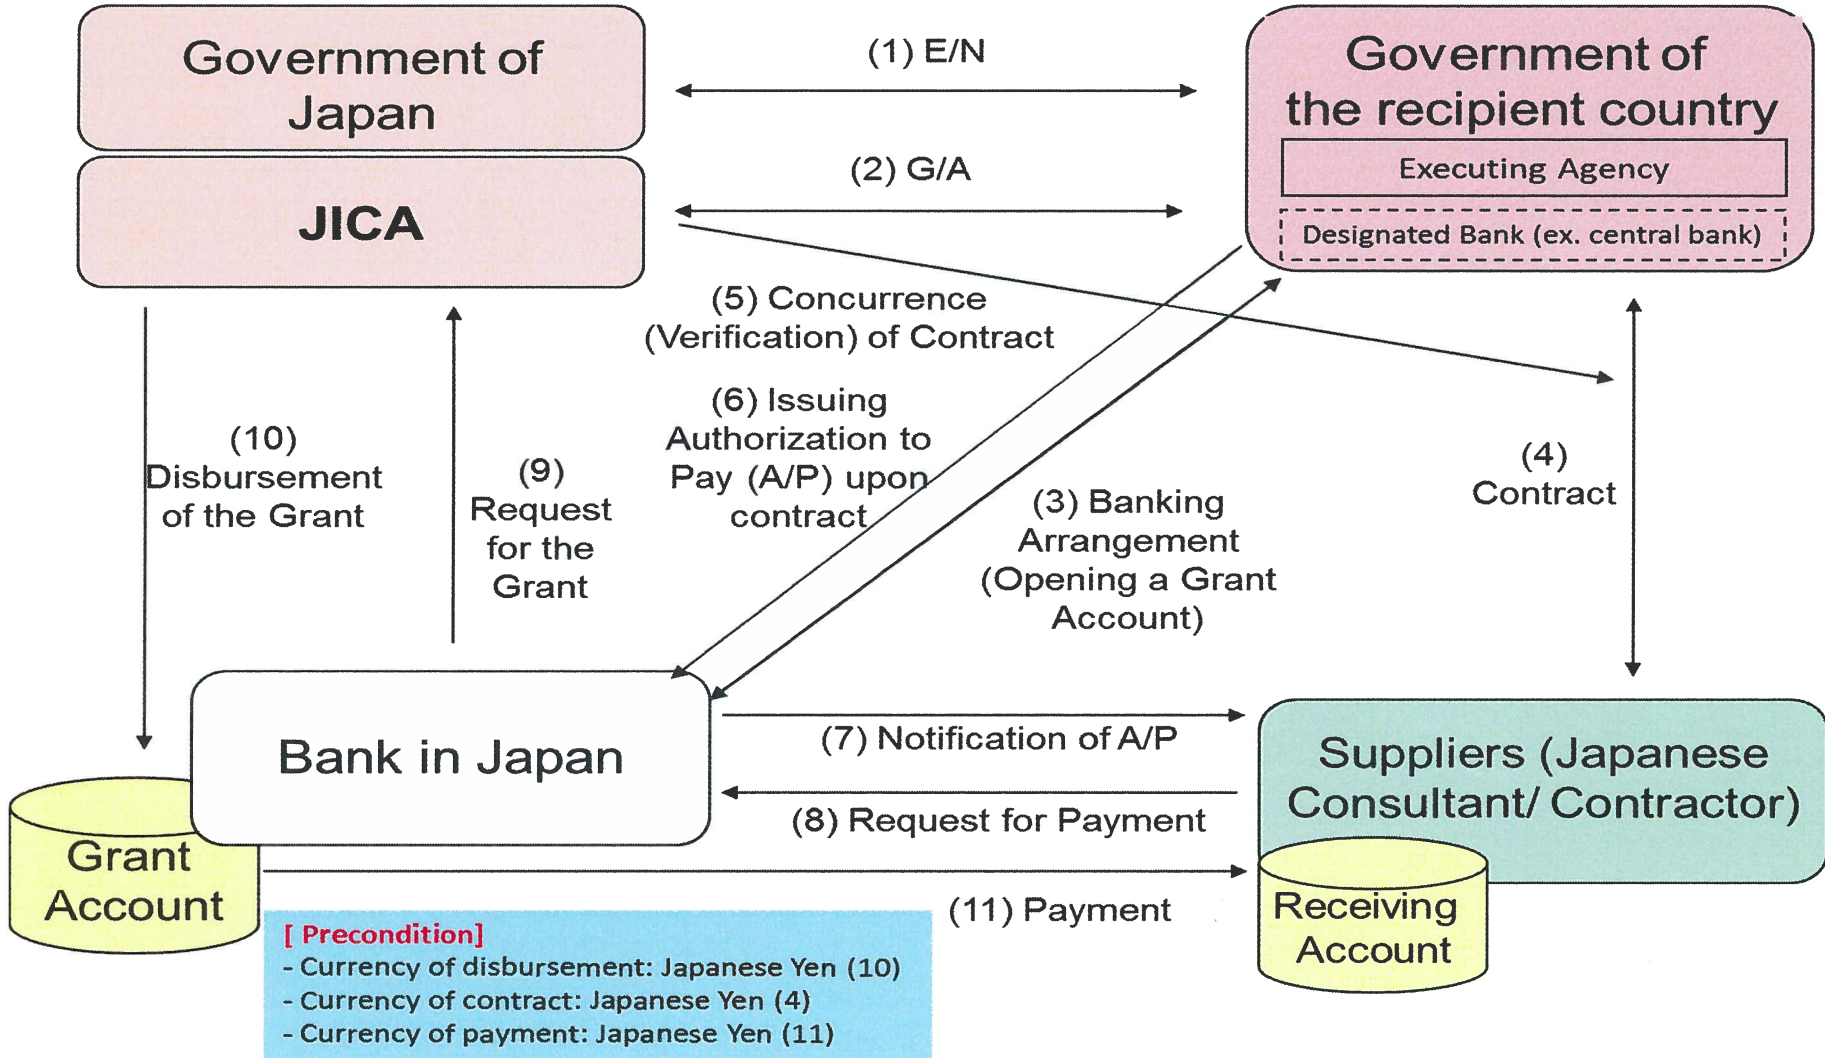 Government of
Japan
JICA
(1) E/N
(2) G/A
Government of
the recipient country
Executing Agency
Designated Bank (ex. central bank)
(5) Concurrence
(Verification) of Contract
(6) Issuing
Authorization to
Pay (A/P) upon
contract
(10)
Disbursement
of the Grant
(9)
Request
for the
Grant
(3) Banking
Arrangement
(Opening a Grant
Account)
(4)
Contract
Bank in Japan
(7) Notification of A/P
(8) Request for Payment
Suppliers (Japanese
Consultant/ Contractor)
Grant
Account
(11) Payment
Receiving
Account
[ Precondition]
- Currency of disbursement: Japanese Yen (10)
- Currency of contract: Japanese Yen (4)
- Currency of payment: Japanese Yen (11)